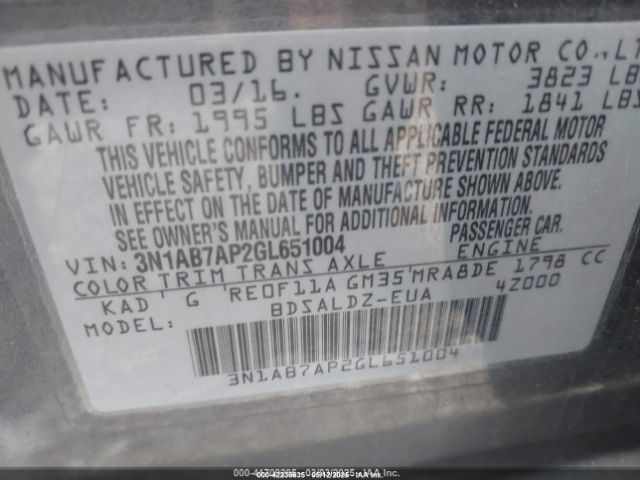 MANUFACTURED BY NISSAN MOTOR CO., LT
DATE: 03/16. GVWR: 3823 LB
GAWR FR: 1995 LBS GAWR RR: 1841 LBS
THIS VEHICLE CONFORMS TO ALL APPLICABLE FEDERAL MOTOR
VEHICLE SAFETY, BUMPER AND THEFT PREVENTION STANDARDS
IN EFFECT ON THE DATE OF MANUFACTURE SHOWN ABOVE.
SEE OWNER'S MANUAL FOR ADDITIONAL INFORMATION.
VIN: 3N1AB7AP2GL651004 PASSENGER CAR.
COLOR TRIM TRANS AXLE ENGINE
KAD G RE0F11A GM35 MRA8DE 1798 CC
MODEL: BDSALDZ-EUA 4Z000
3N1AB7AP2GL651004